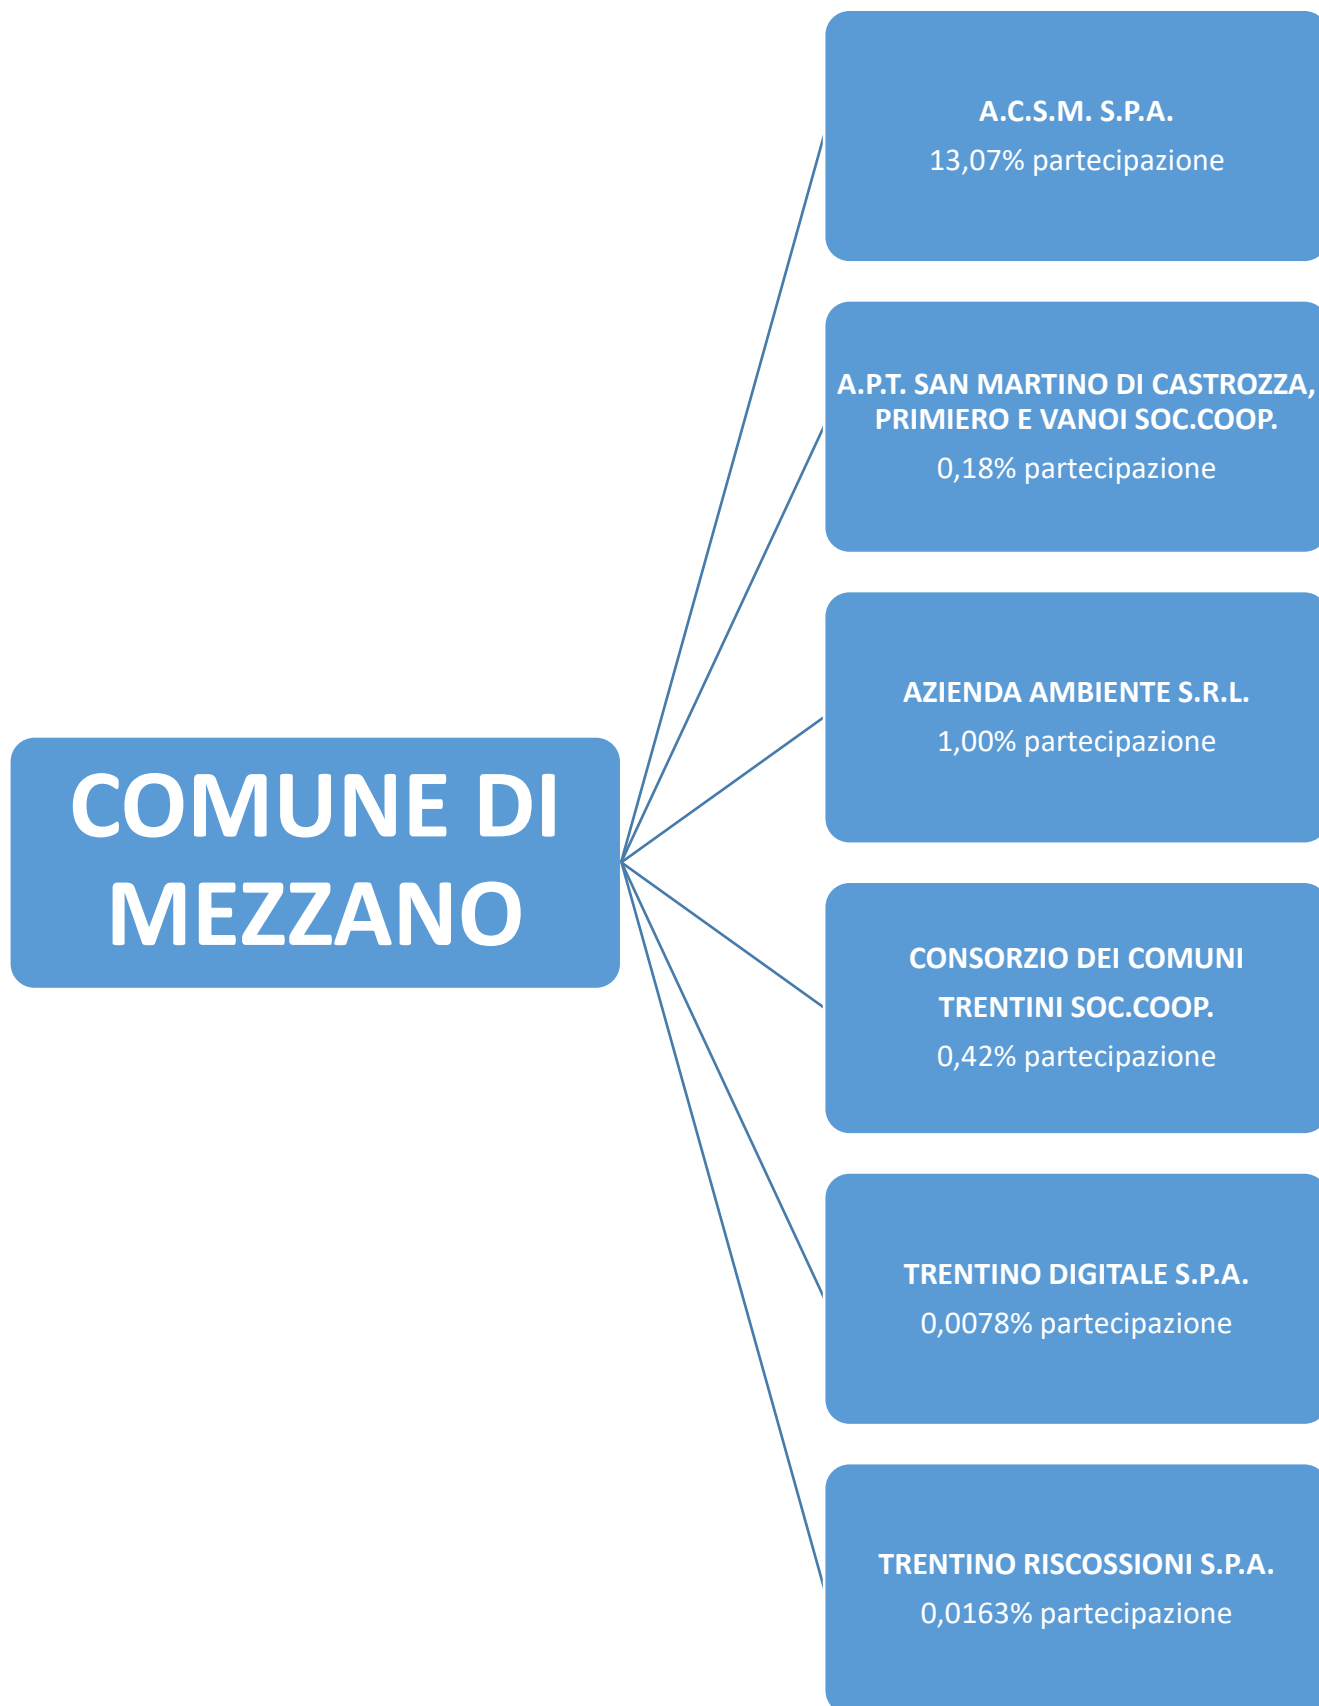 A.C.S.M. S.P.A.
13,07% partecipazione
A.P.T. SAN MARTINO DI CASTROZZA,
PRIMIERO E VANOI SOC.COOP.
0,18% partecipazione
AZIENDA AMBIENTE S.R.L.
1,00% partecipazione
COMUNE DI
MEZZANO
CONSORZIO DEI COMUNI
TRENTINI SOC.COOP.
0,42% partecipazione
TRENTINO DIGITALE S.P.A.
0,0078% partecipazione
TRENTINO RISCOSSIONI S.P.A.
0,0163% partecipazione